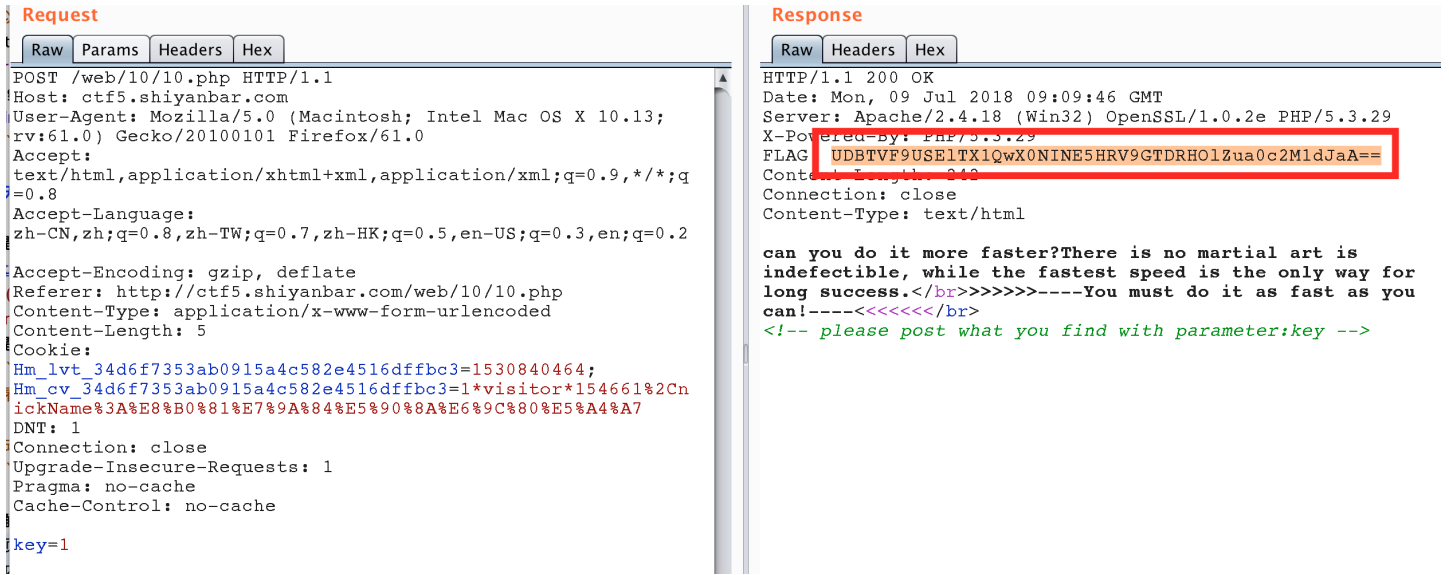 Request
Raw Params Headers Hex
POST /web/10/10.php HTTP/1.1
Host: ctf5.shiyanbar.com
User-Agent: Mozilla/5.0 (Macintosh; Intel Mac OS X 10.13;
rv:61.0) Gecko/20100101 Firefox/61.0
Accept:
text/html,application/xhtml+xml,application/xml;q=0.9,*/*;q
=0.8
Accept-Language:
zh-CN,zh;q=0.8,zh-TW;q=0.7,zh-HK;q=0.5,en-US;q=0.3,en;q=0.2
Accept-Encoding: gzip, deflate
Referer: http://ctf5.shiyanbar.com/web/10/10.php
Content-Type: application/x-www-form-urlencoded
Content-Length: 5
Cookie:
Hm_lvt_34d6f7353ab0915a4c582e4516dffbc3=1530840464;
Hm_cv_34d6f7353ab0915a4c582e4516dffbc3=1*visitor*154661%2Cn
ickName%3A%E8%B0%81%E7%9A%84%E5%90%8A%E6%9C%80%E5%A4%A7
DNT: 1
Connection: close
Upgrade-Insecure-Requests: 1
Pragma: no-cache
Cache-Control: no-cache
key=1
Response
Raw Headers Hex
HTTP/1.1 200 OK
Date: Mon, 09 Jul 2018 09:09:46 GMT
Server: Apache/2.4.18 (Win32) OpenSSL/1.0.2e PHP/5.3.29
X-Powered-By: PHP/5.3.29
FLAG UDBTVF9USElTX1QwX0NINE5HRV9GTDRHOlZua0c2M1dJaA==
Content-Length: 242
Connection: close
Content-Type: text/html
can you do it more faster?There is no martial art is
indefectible, while the fastest speed is the only way for
long success.</br>>>>>>>----You must do it as fast as you
can!----<<<<<<</br>
<!-- please post what you find with parameter:key -->